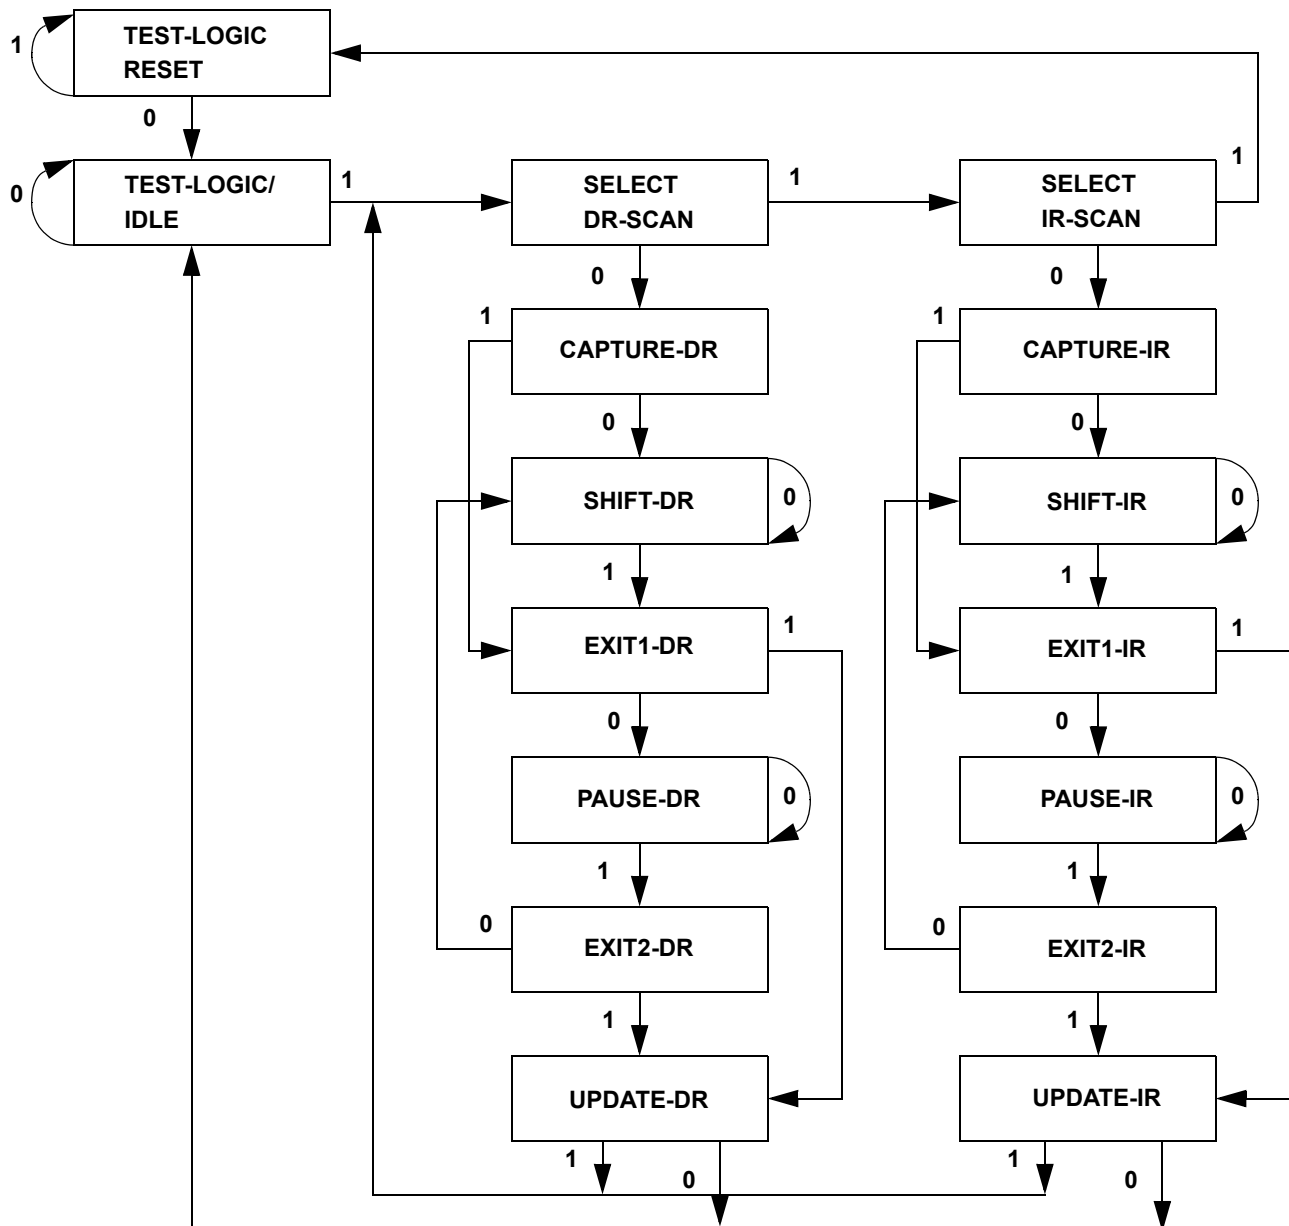 TEST-LOGIC
RESET
1
0
TEST-LOGIC/
IDLE
0
1
SELECT
DR-SCAN
1
SELECT
IR-SCAN
1
0
0
1
CAPTURE-DR
1
CAPTURE-IR
0
0
SHIFT-DR
0
SHIFT-IR
0
1
1
EXIT1-DR
1
EXIT1-IR
1
0
0
PAUSE-DR
0
PAUSE-IR
0
1
1
0
EXIT2-DR
0
EXIT2-IR
1
1
UPDATE-DR
UPDATE-IR
1
0
1
0